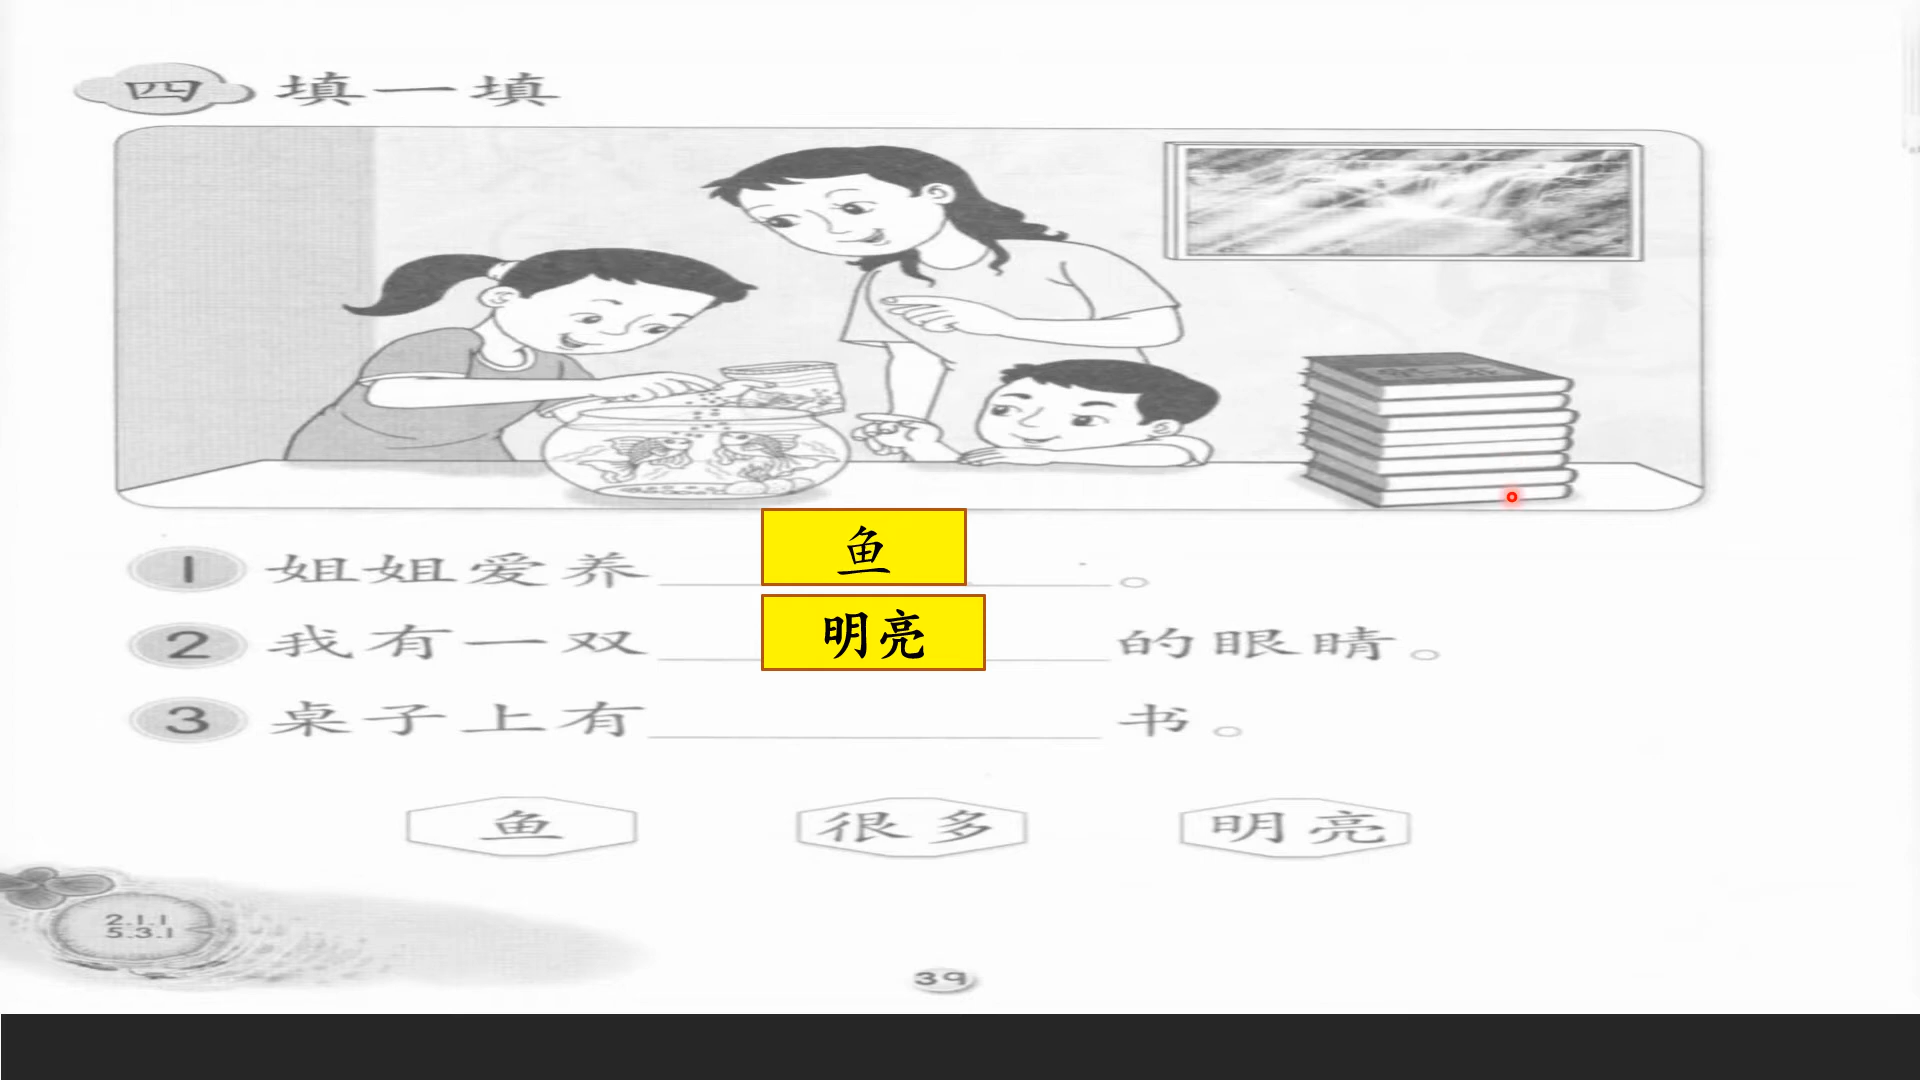 四 填一填
1 姐姐爱养 鱼 。
2 我有一双 明亮 的眼睛。
3 桌子上有 书。
鱼 很多 明亮
2.1.1
5.3.1
39